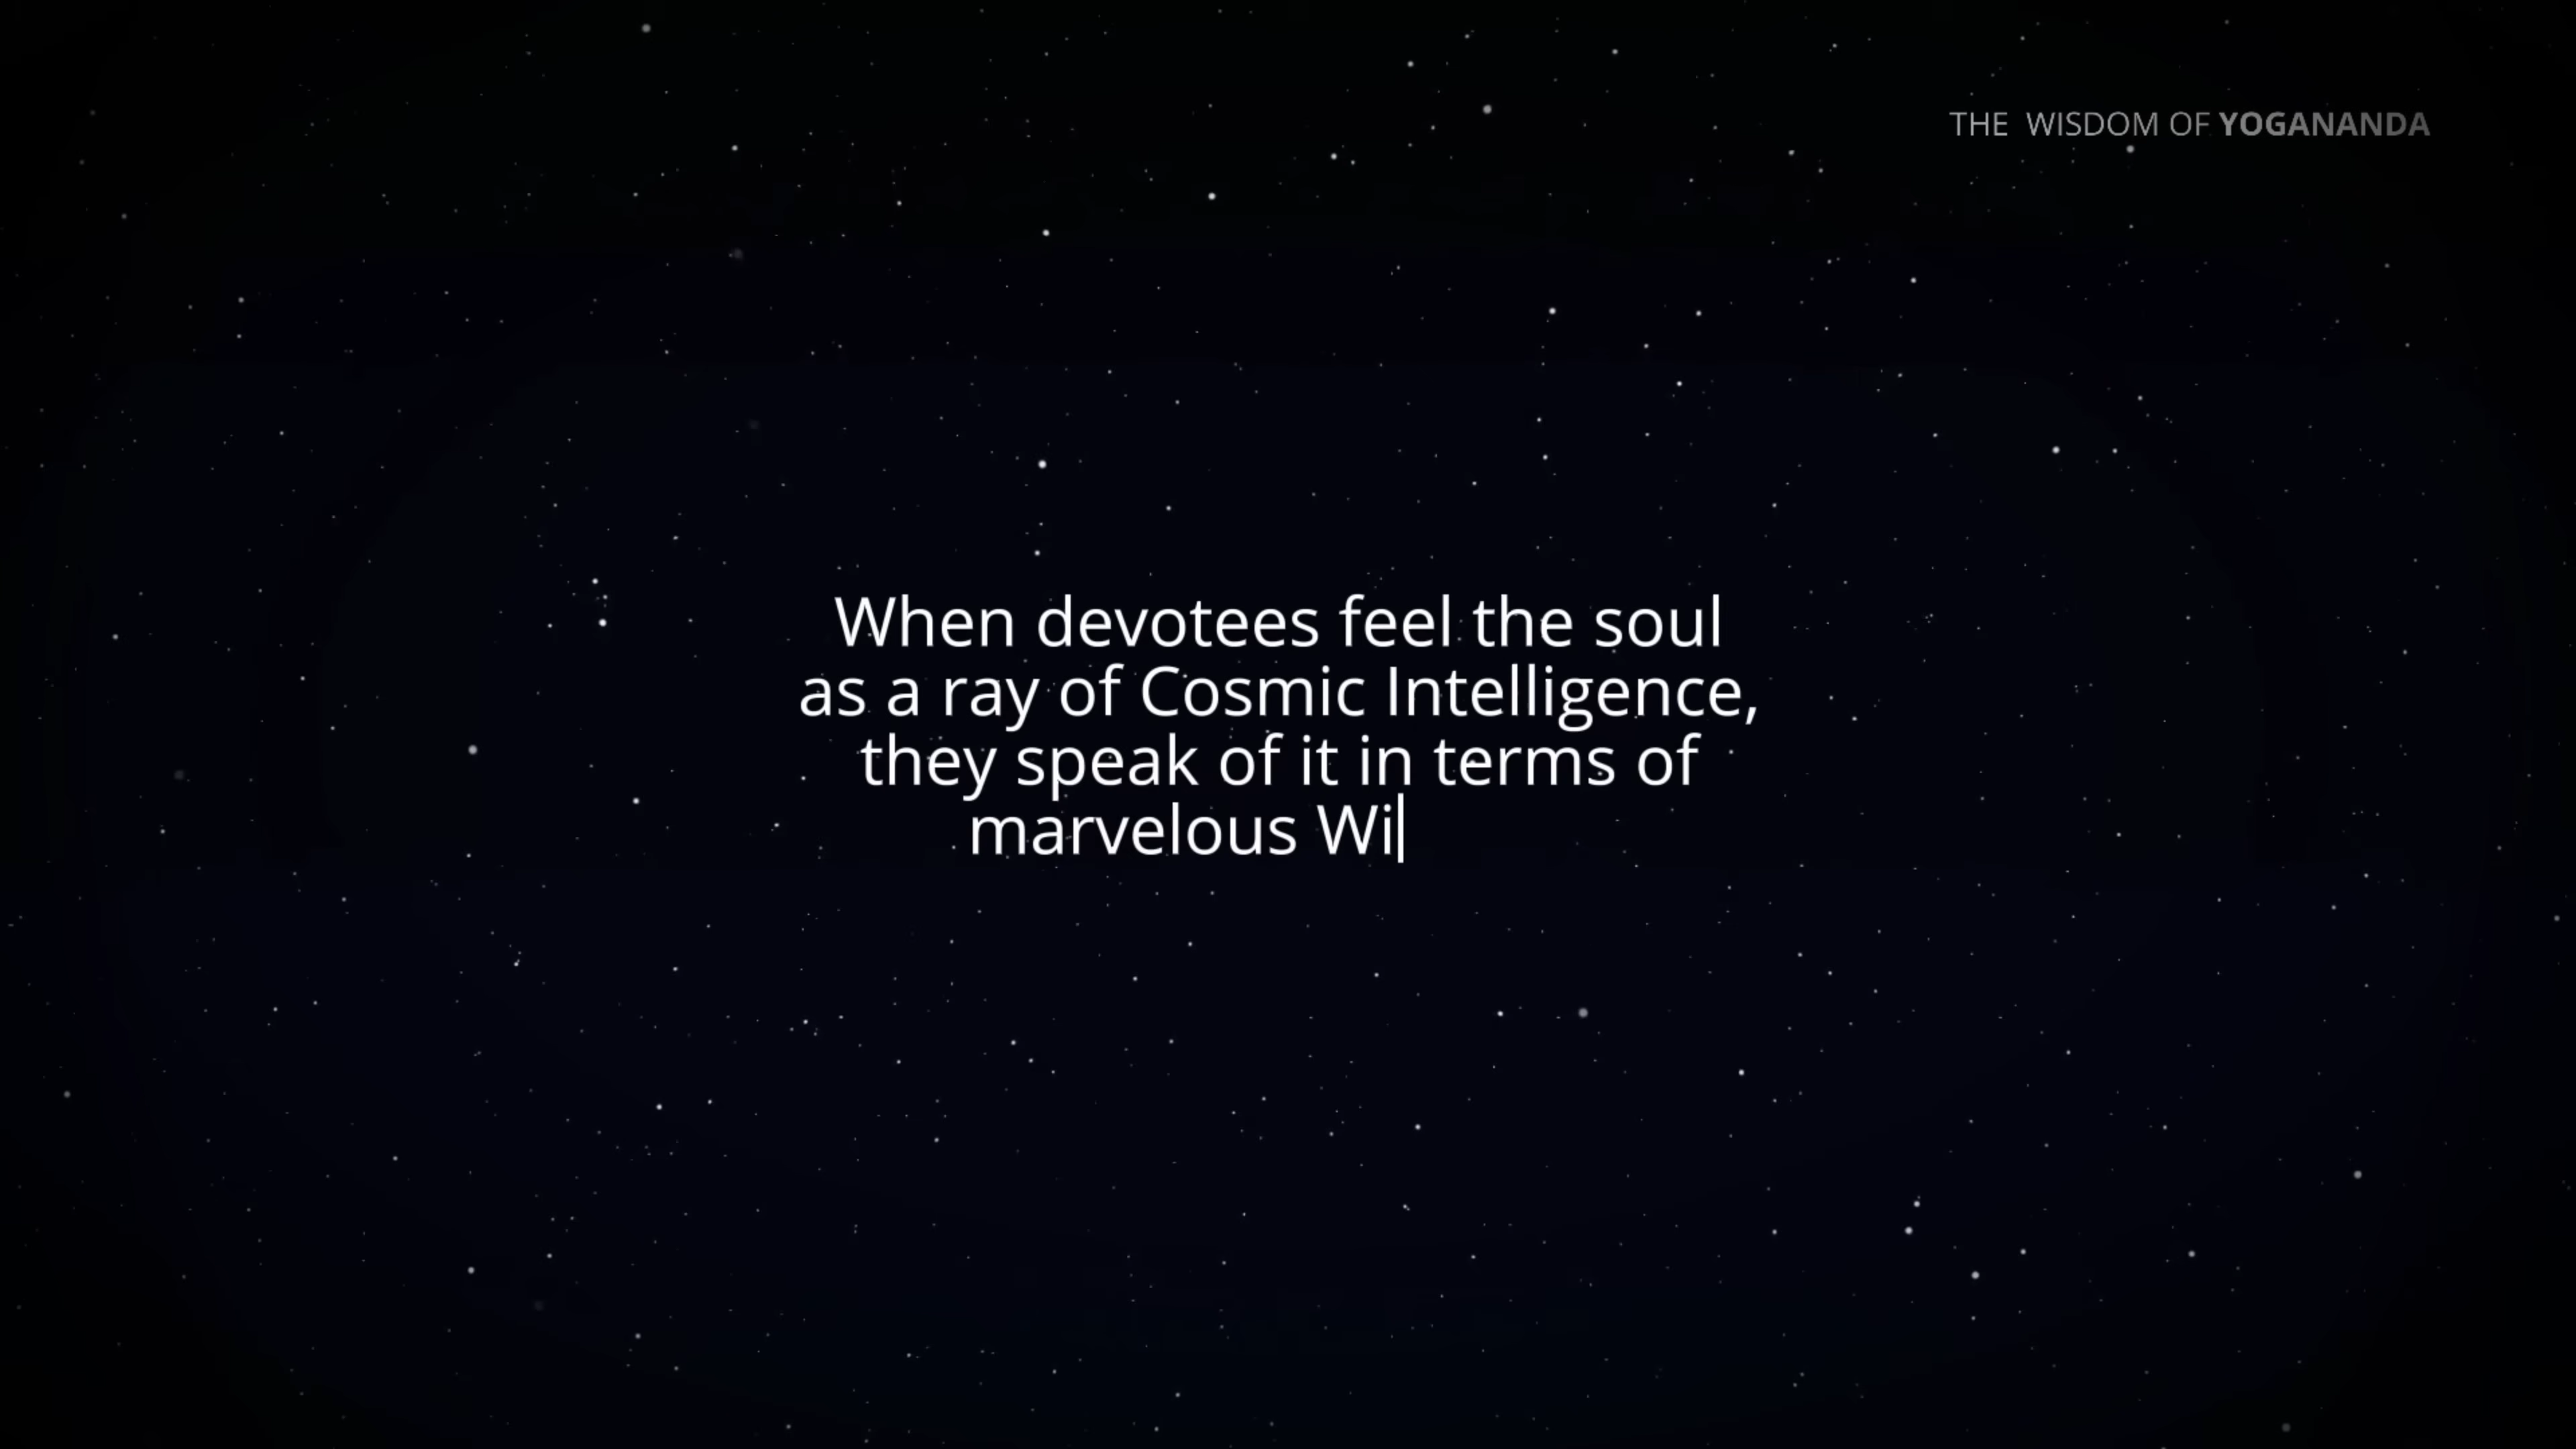 THE WISDOM OF YOGANANDA
When devotees feel the soul
as a ray of Cosmic Intelligence,
they speak of it in terms of
marvelous Wi